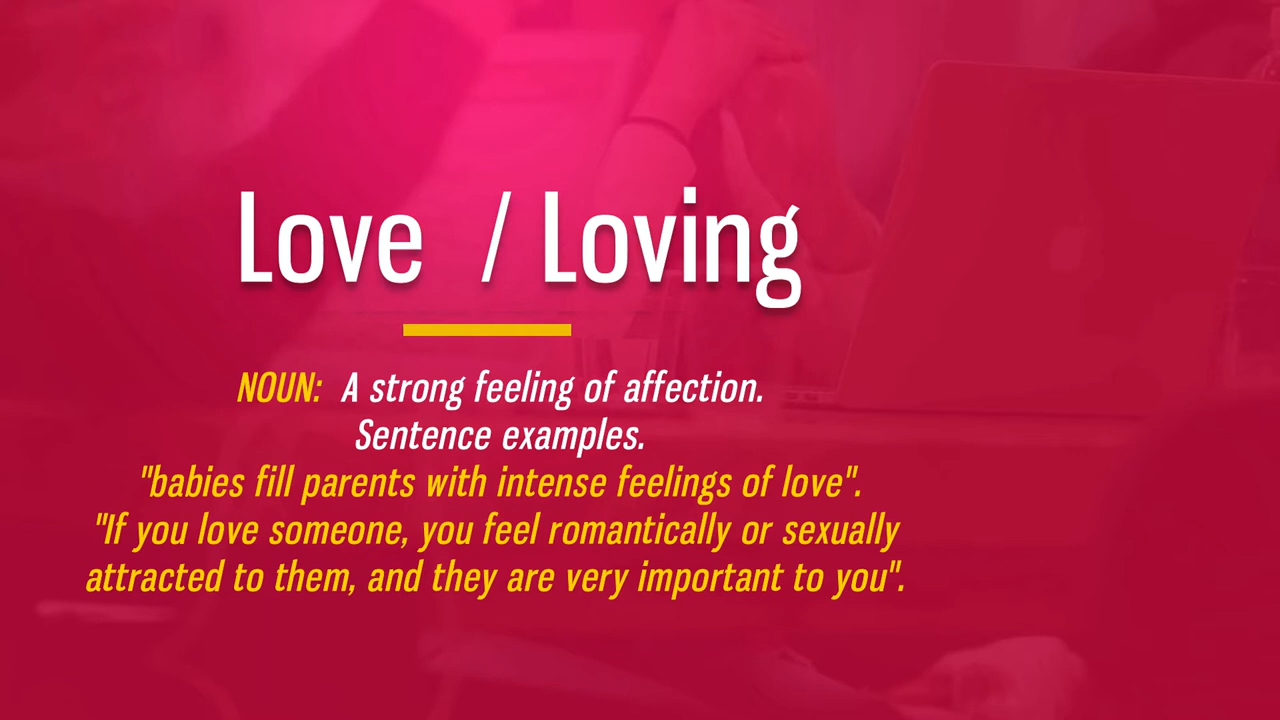 Love / Loving
NOUN: A strong feeling of affection.
Sentence examples.
"babies fill parents with intense feelings of love".
"If you love someone, you feel romantically or sexually
attracted to them, and they are very important to you".